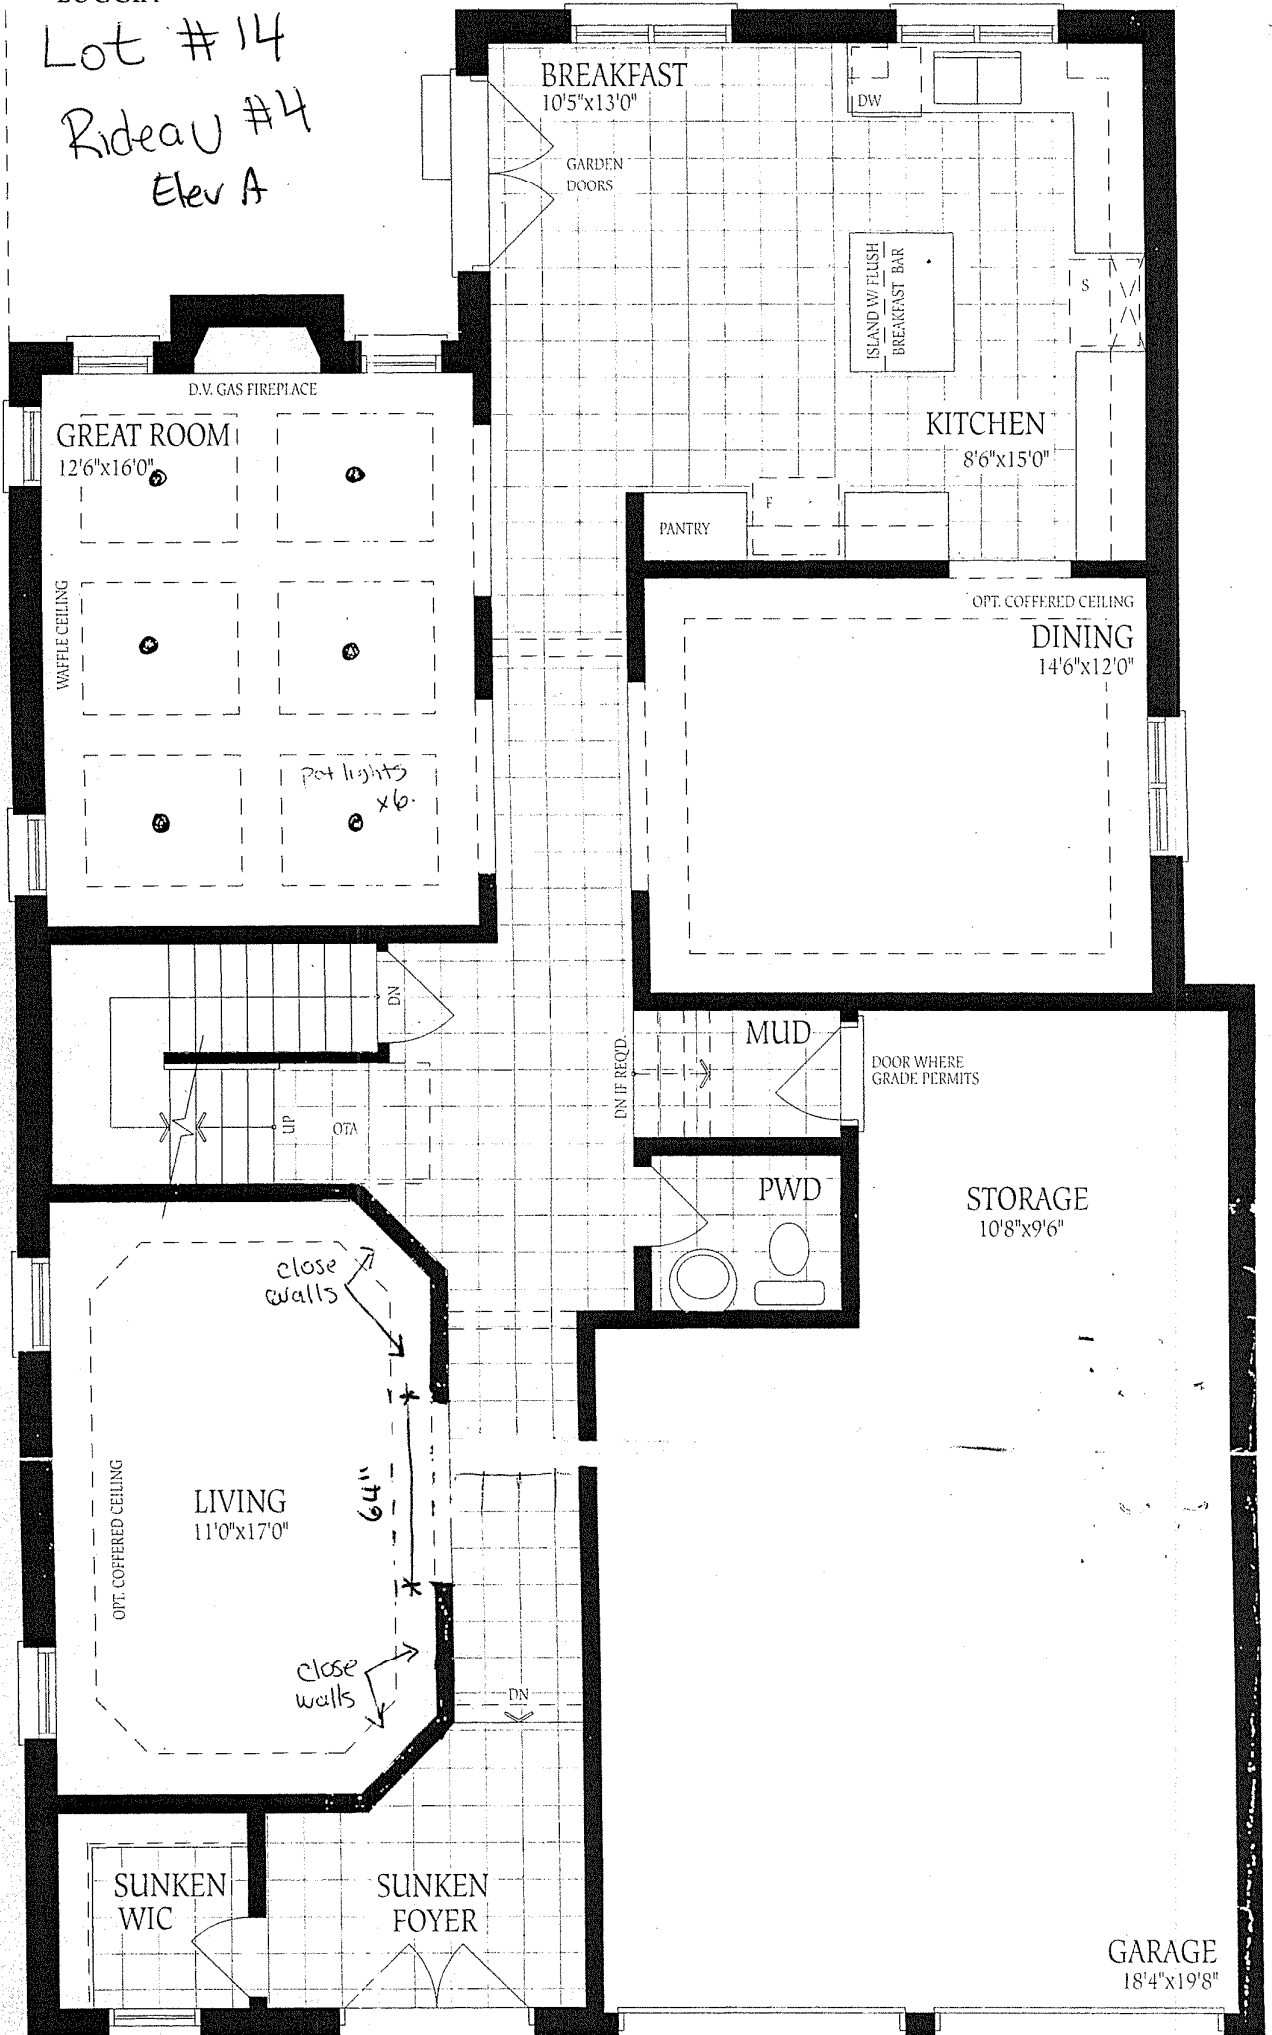 Lot #14
Rideau #4
Elev A
BREAKFAST
10'5"x13'0"
GARDEN
DOORS
DW
ISLAND W/ FLUSH
BREAKFAST BAR
S
KITCHEN
8'6"x15'0"
PANTRY
F
D.V. GAS FIREPLACE
GREAT ROOM
12'6"x16'0"
WAFFLE CEILING
pot lights
x6.
OPT. COFFERED CEILING
DINING
14'6"x12'0"
DN
UP
OTA
DN IF REQ'D.
MUD
DOOR WHERE
GRADE PERMITS
PWD
STORAGE
10'8"x9'6"
close
walls
64"
OPT. COFFERED CEILING
LIVING
11'0"x17'0"
close
walls
DN
SUNKEN
WIC
SUNKEN
FOYER
GARAGE
18'4"x19'8"